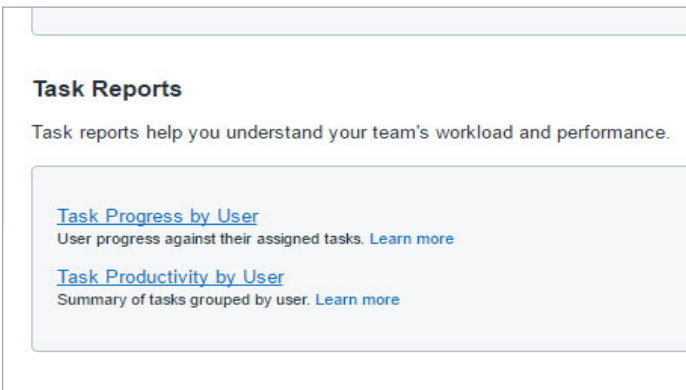 Task Reports
Task reports help you understand your team's workload and performance.
Task Progress by User
User progress against their assigned tasks. Learn more
Task Productivity by User
Summary of tasks grouped by user. Learn more